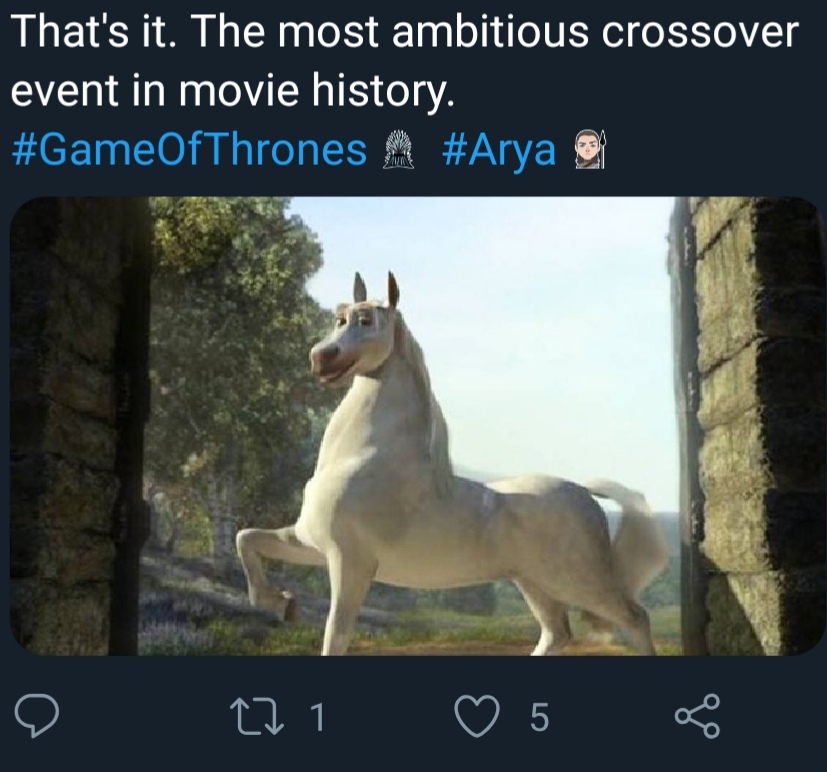 That's it. The most ambitious crossover
event in movie history.
#GameOfThrones #Arya
1 5